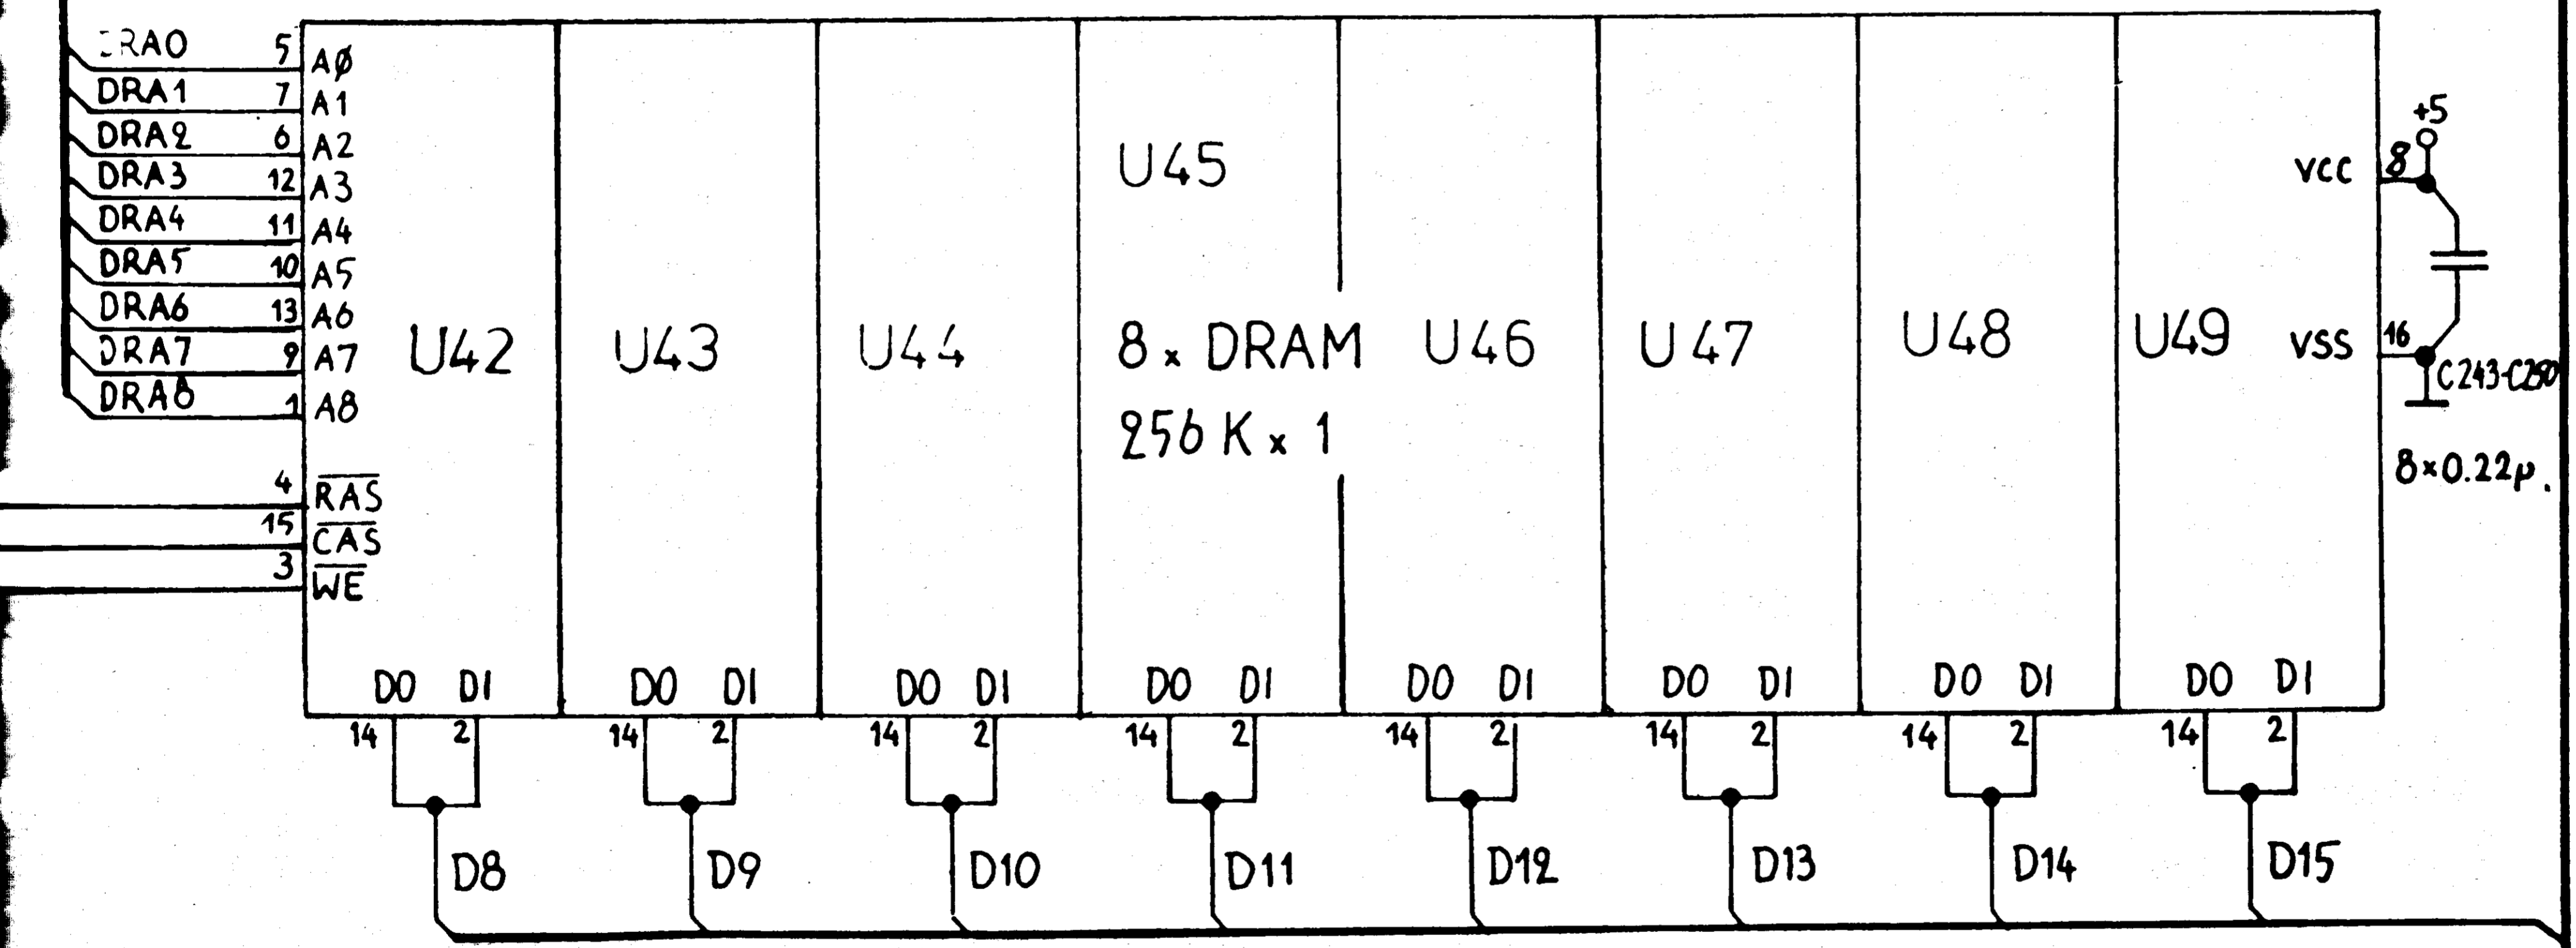 DRA0 5 AØ
DRA1 7 A1
DRA2 6 A2
DRA3 12 A3
DRA4 11 A4
DRA5 10 A5
DRA6 13 A6
DRA7 9 A7
DRA8 1 A8
4 RAS
15 CAS
3 WE
U42
U43
U44
U45
8 x DRAM
256 K x 1
U46
U47
U48
U49
+5
VCC 8
VSS 16
C243-C250
8x0.22µ.
DO DI DO DI DO DI DO DI DO DI DO DI DO DI DO DI
14 2 14 2 14 2 14 2 14 2 14 2 14 2 14 2
D8 D9 D10 D11 D12 D13 D14 D15